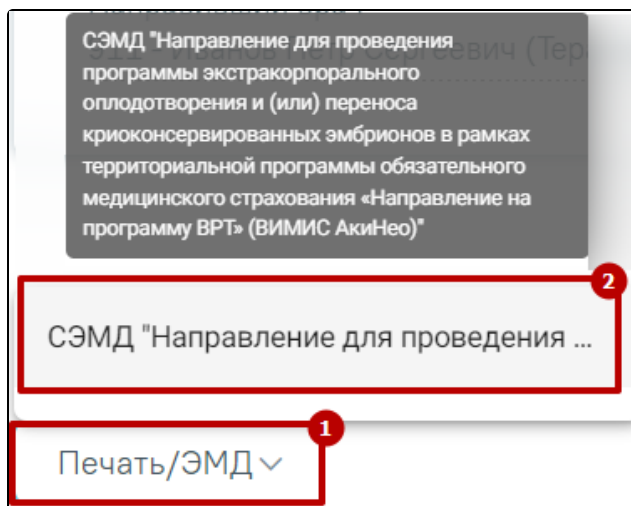 СЭМД "Направление для проведения
программы экстракорпорального
оплодотворения и (или) переноса
криоконсервированных эмбрионов в рамках
территориальной программы обязательного
медицинского страхования «Направление на
программу ВРТ» (ВИМИС АкиНео)"
2
СЭМД "Направление для проведения ...
1
Печать/ЭМД